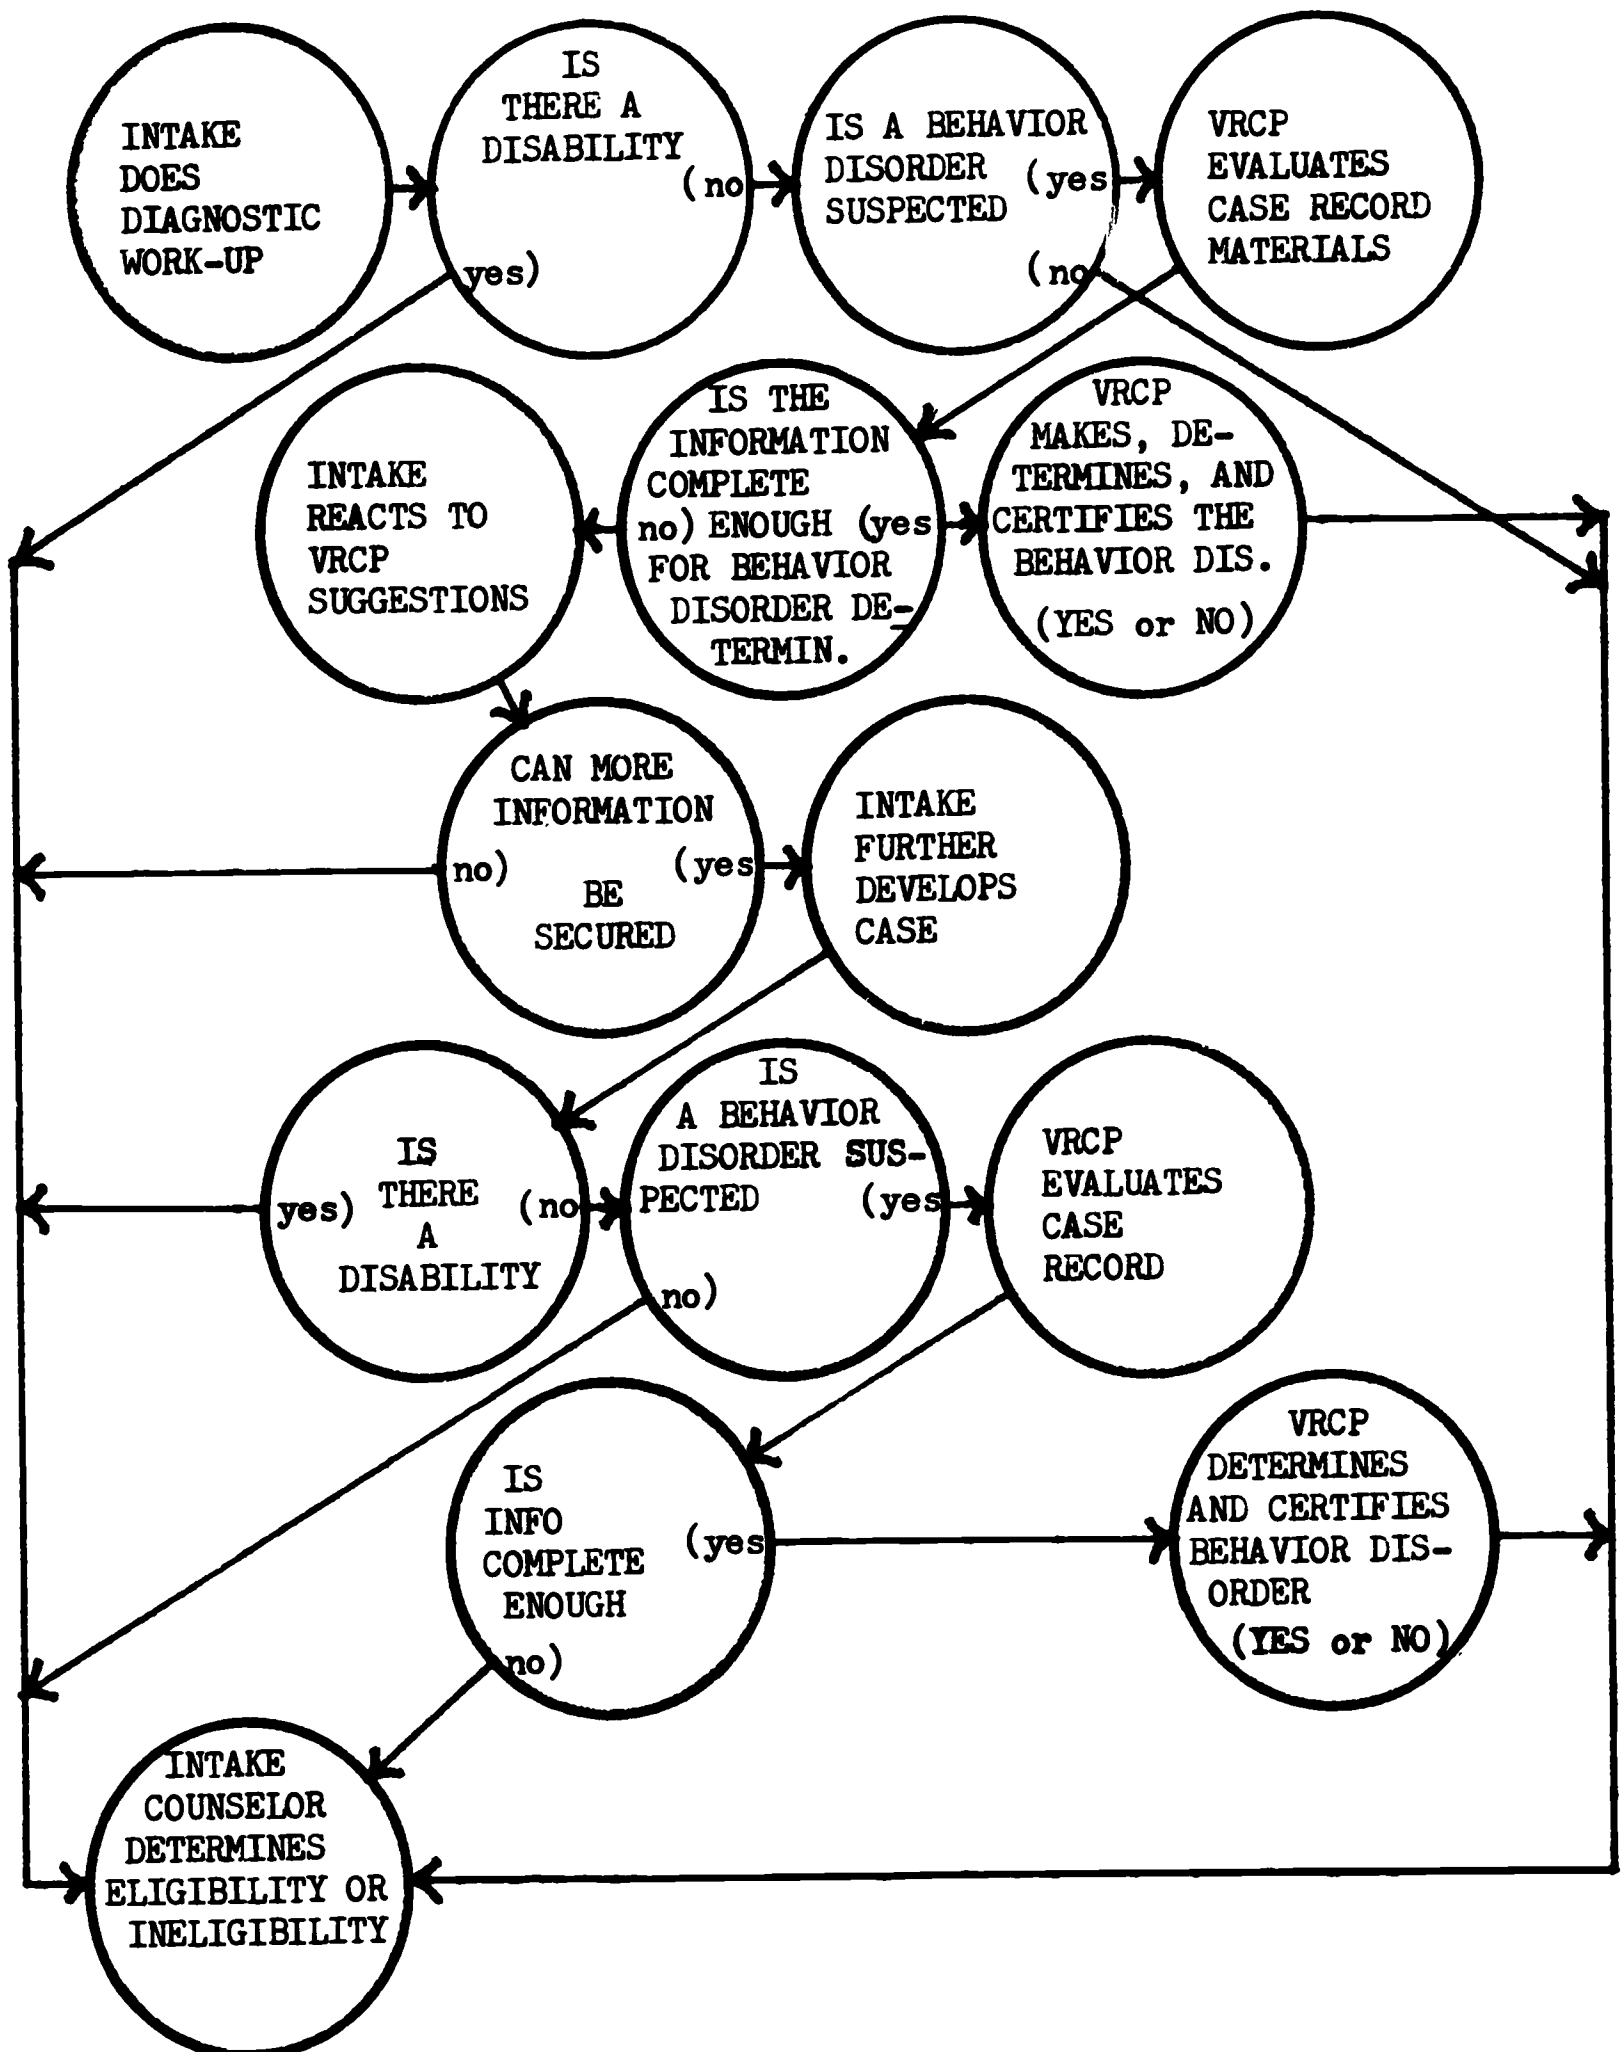 INTAKE
DOES
DIAGNOSTIC
WORK-UP
IS
THERE A
DISABILITY
(no
yes)
IS A BEHAVIOR
DISORDER (yes
SUSPECTED
(no
VRCP
EVALUATES
CASE RECORD
MATERIALS
INTAKE
REACTS TO
VRCP
SUGGESTIONS
IS THE
INFORMATION
COMPLETE
no) ENOUGH (yes
FOR BEHAVIOR
DISORDER DE-
TERMIN.
VRCP
MAKES, DE-
TERMINES, AND
CERTIFIES THE
BEHAVIOR DIS.
(YES or NO)
CAN MORE
INFORMATION
no) (yes
BE
SECURED
INTAKE
FURTHER
DEVELOPS
CASE
IS
yes) THERE (no
A
DISABILITY
IS
A BEHAVIOR
DISORDER SUS-
PECTED (yes
no)
VRCP
EVALUATES
CASE
RECORD
IS
INFO
COMPLETE (yes
ENOUGH
no)
VRCP
DETERMINES
AND CERTIFIES
BEHAVIOR DIS-
ORDER
(YES or NO)
INTAKE
COUNSELOR
DETERMINES
ELIGIBILITY OR
INELIGIBILITY